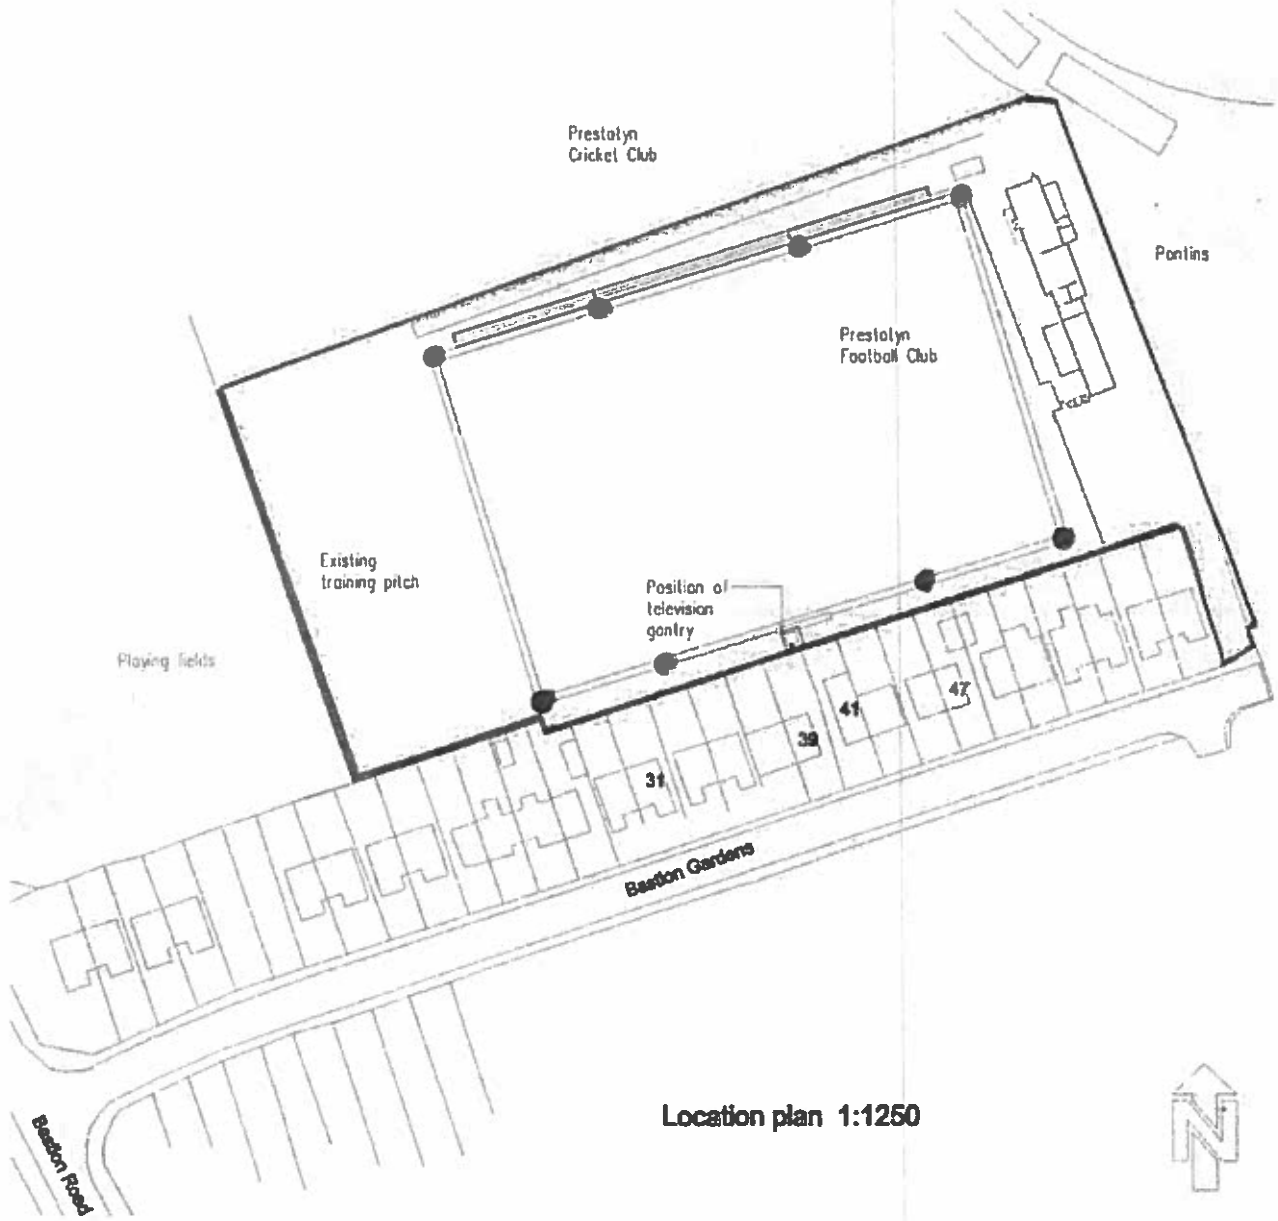 Prestatyn
Cricket Club
Pontins
Prestatyn
Football Club
Existing
training pitch
Position of
television
gantry
Playing fields
47
41
39
31
Bastion Gardens
Location plan 1:1250
Bastion Road
N